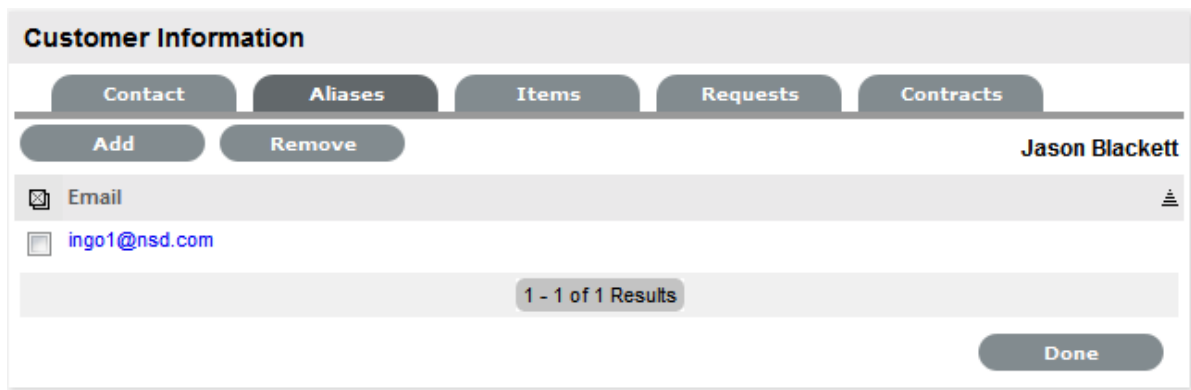 Customer Information
Contact Aliases Items Requests Contracts
Add Remove Jason Blackett
Email
ingo1@nsd.com
1 - 1 of 1 Results
Done